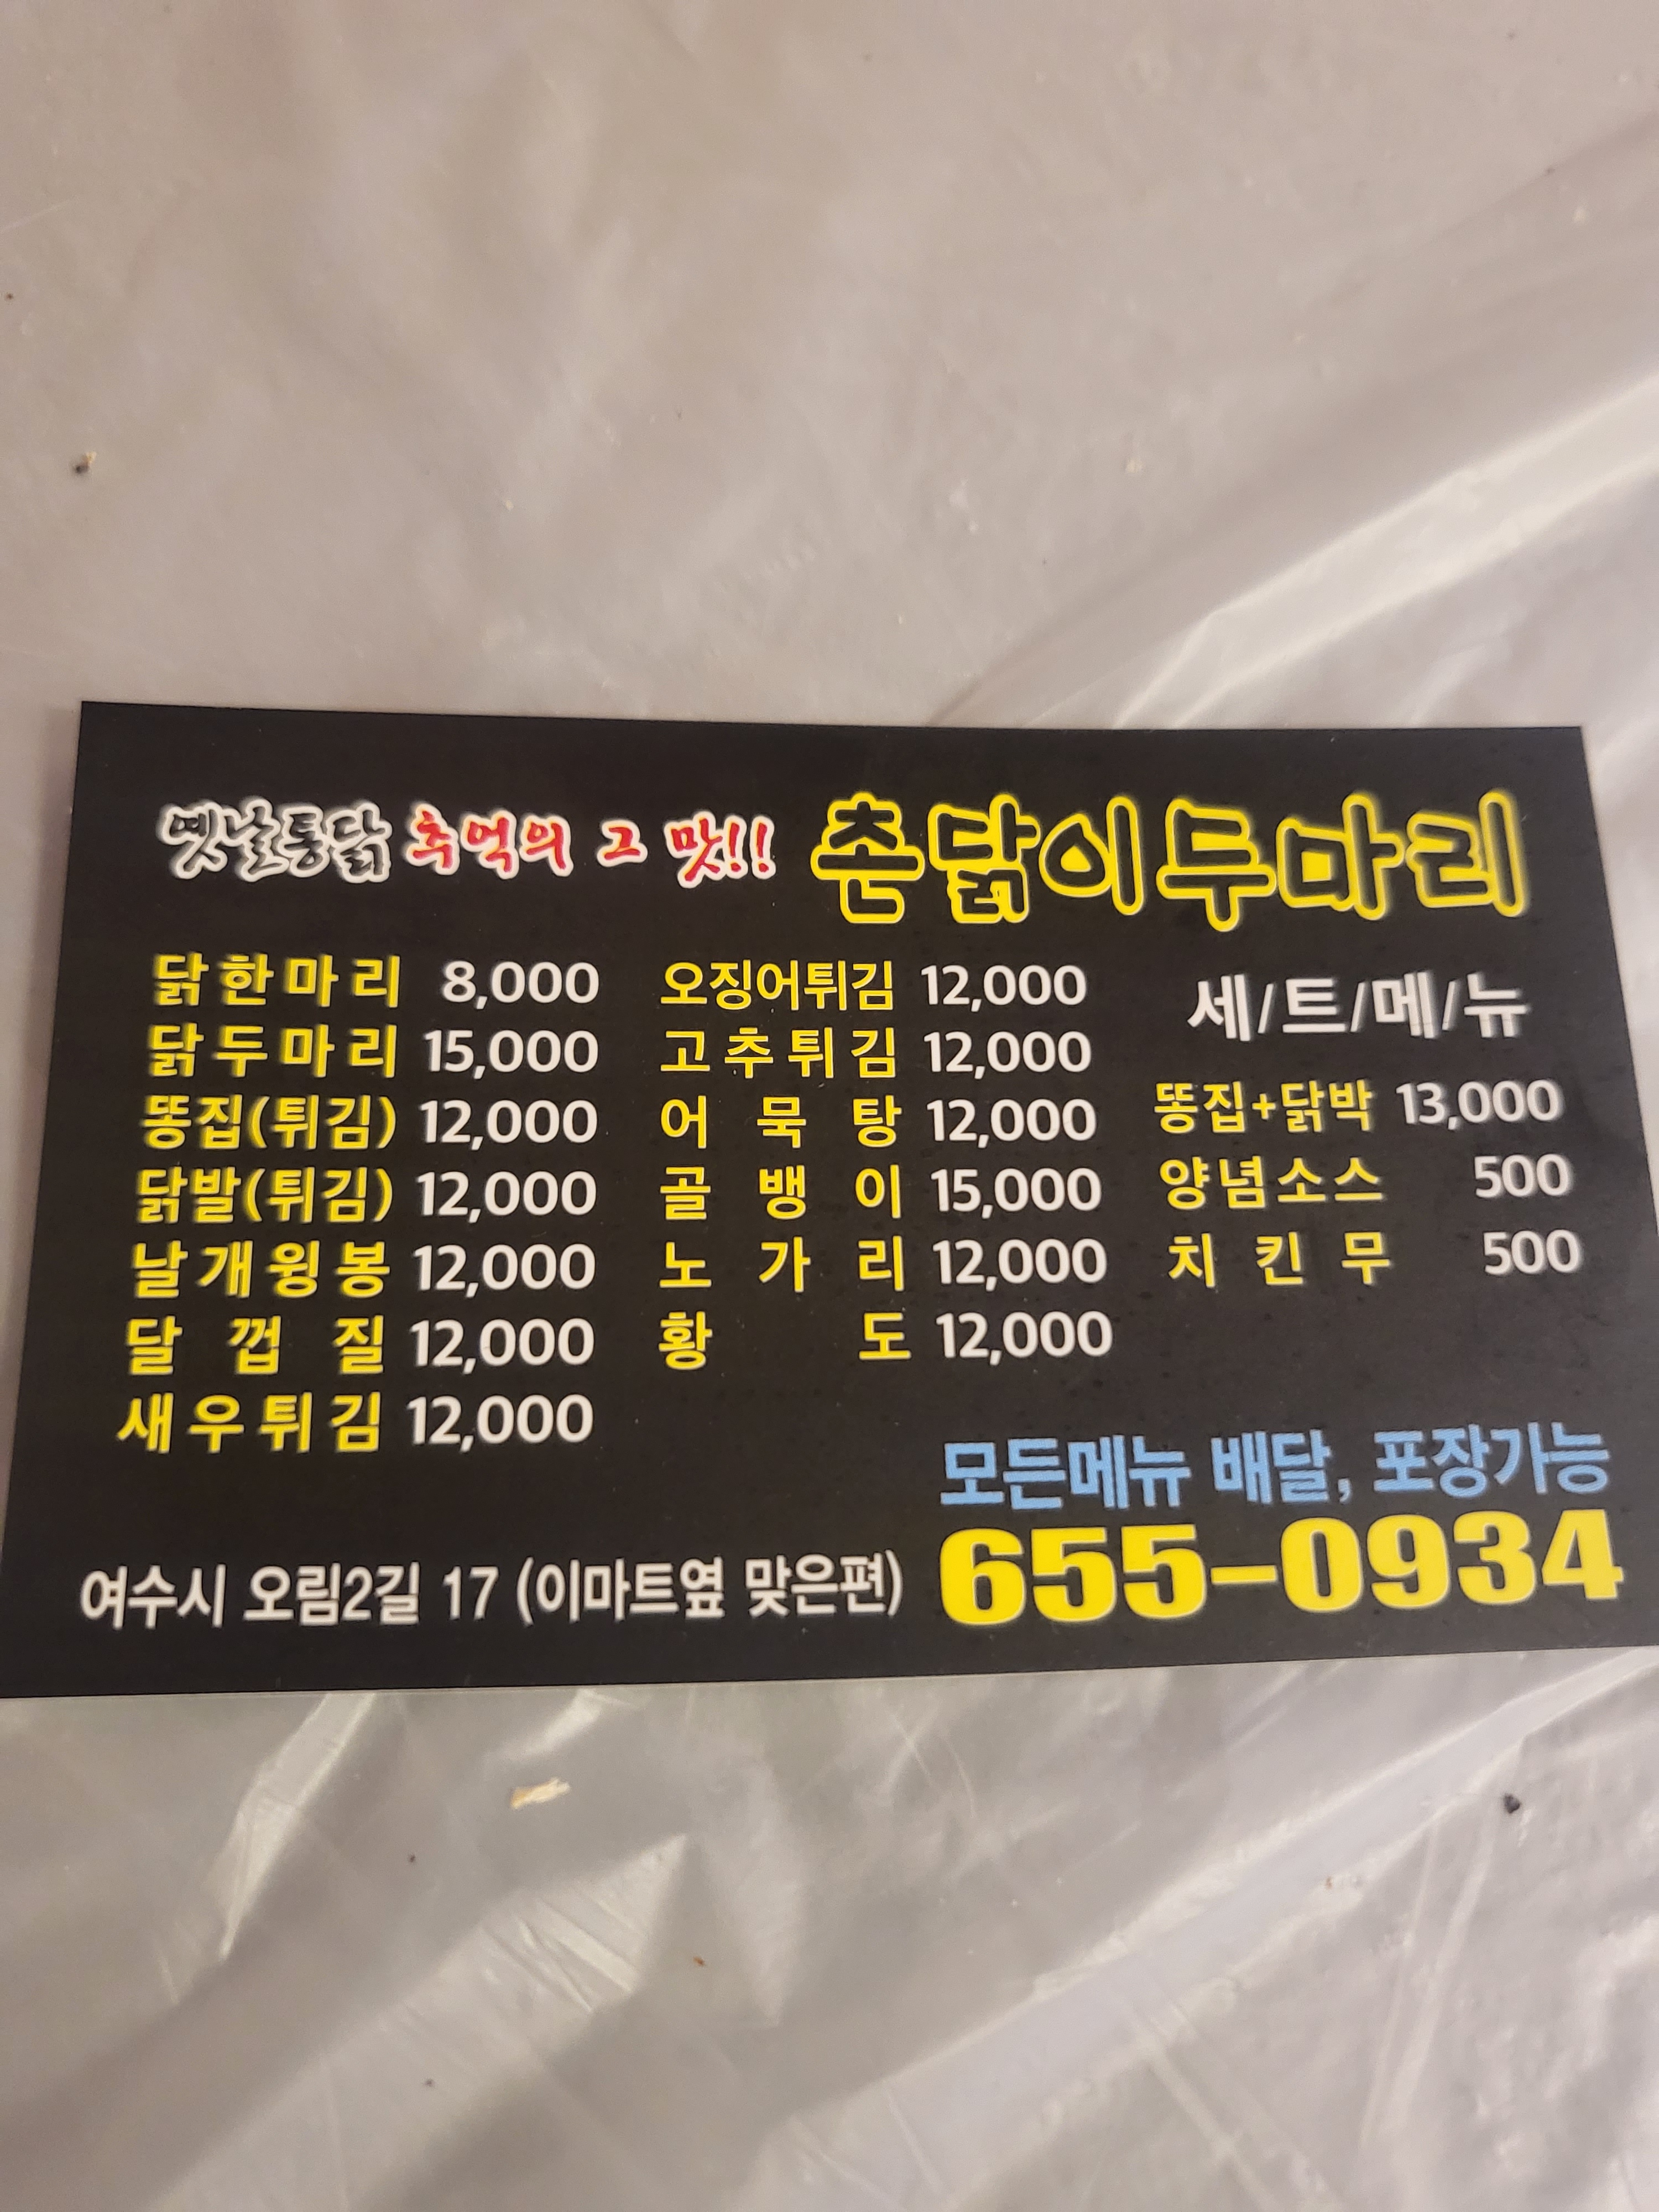 옛날통닭 추억의 그 맛!! 촌닭이두마리
닭한마리 8,000
닭두마리 15,000
똥집(튀김) 12,000
닭발(튀김) 12,000
날개윙봉 12,000
달껍질 12,000
새우튀김 12,000
오징어튀김 12,000
고추튀김 12,000
어묵탕 12,000
골뱅이 15,000
노가리 12,000
황도 12,000
세/트/메/뉴
똥집+닭박 13,000
양념소스 500
치킨무 500
모든메뉴 배달, 포장가능
655-0934
여수시 오림2길 17 (이마트옆 맞은편)